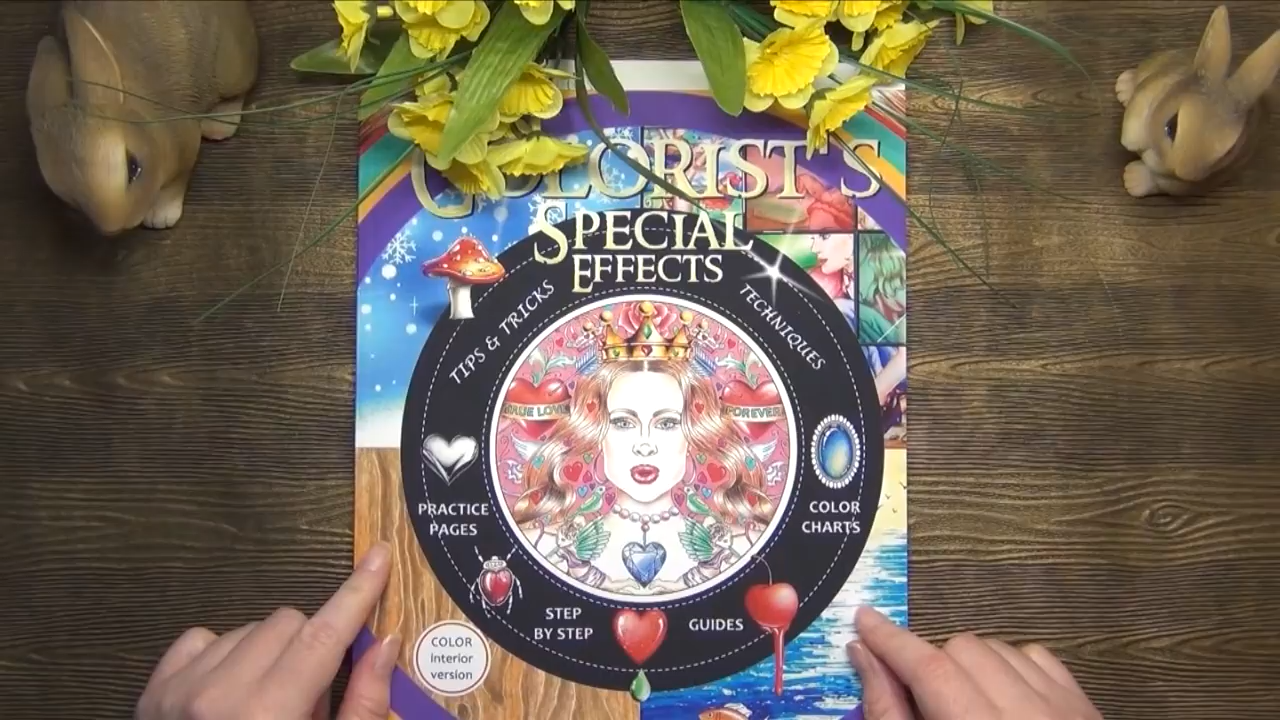 COLORIST'S
SPECIAL
EFFECTS
TIPS & TRICKS
TECHNIQUES
TRUE LOVE
FOREVER
PRACTICE
PAGES
COLOR
CHARTS
STEP
BY STEP
GUIDES
COLOR
interior
version